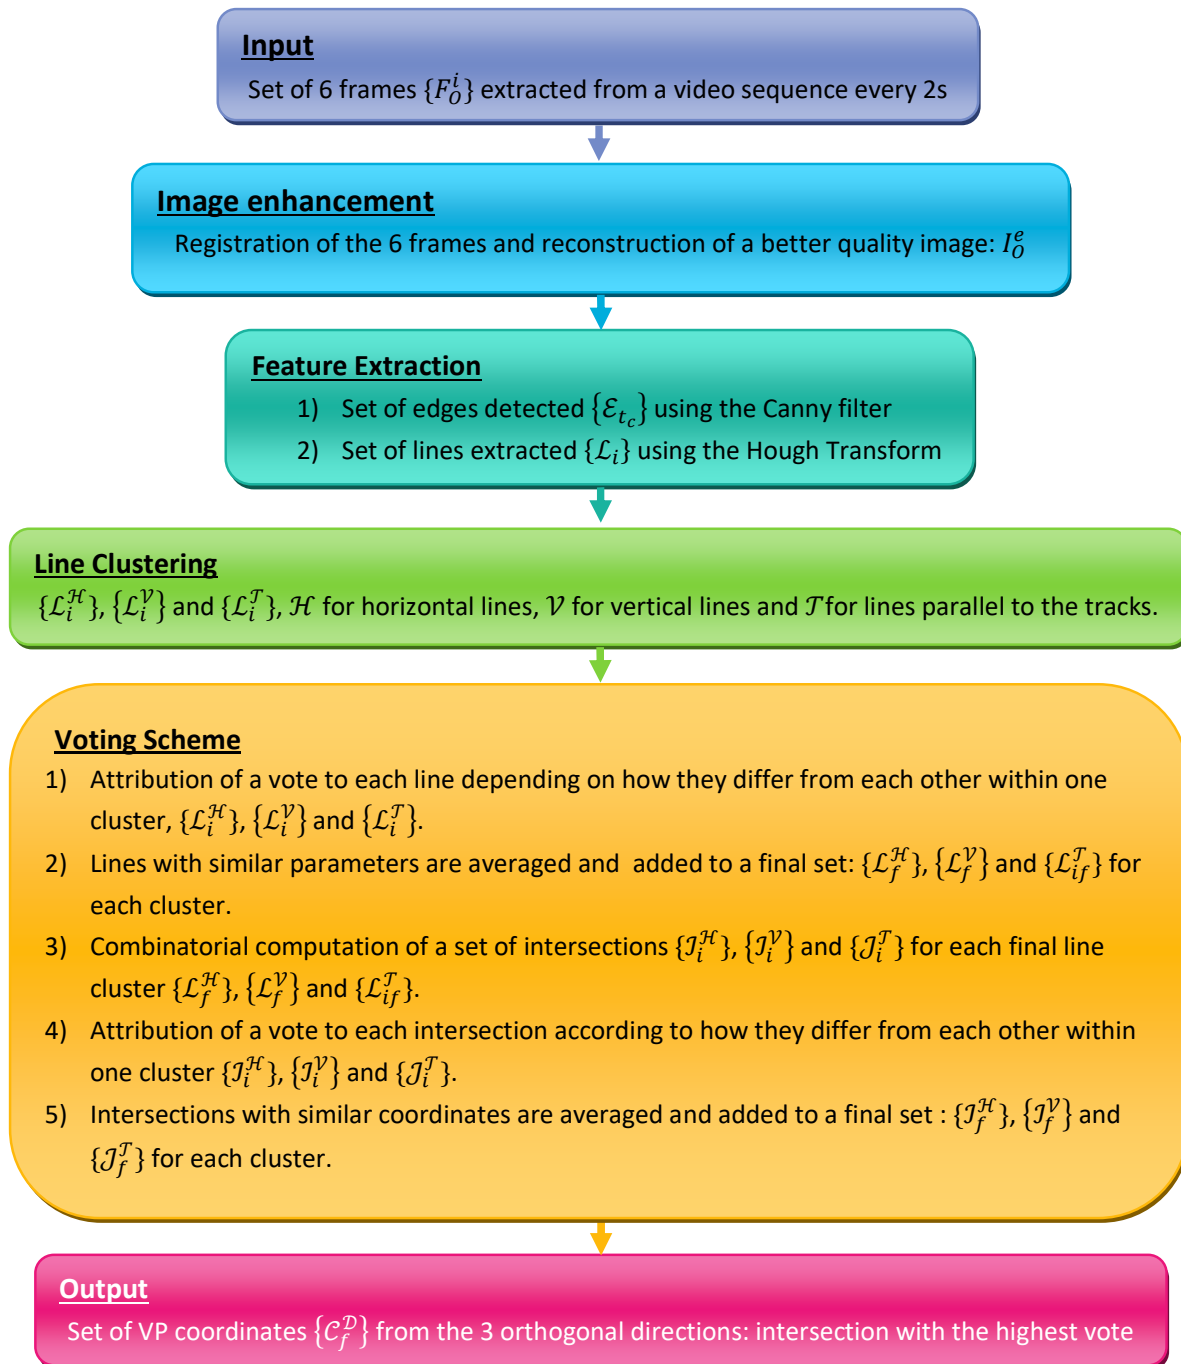 Input
Set of 6 frames {F_O^i} extracted from a video sequence every 2s
Image enhancement
Registration of the 6 frames and reconstruction of a better quality image: I_O^e
Feature Extraction
1) Set of edges detected {ℰ_{t_c}} using the Canny filter
2) Set of lines extracted {ℒ_i} using the Hough Transform
Line Clustering
{ℒ_i^ℋ}, {ℒ_i^𝒱} and {ℒ_i^𝒯}, ℋ for horizontal lines, 𝒱 for vertical lines and 𝒯for lines parallel to the tracks.
Voting Scheme
1) Attribution of a vote to each line depending on how they differ from each other within one
cluster, {ℒ_i^ℋ}, {ℒ_i^𝒱} and {ℒ_i^𝒯}.
2) Lines with similar parameters are averaged and added to a final set: {ℒ_f^ℋ}, {ℒ_f^𝒱} and {ℒ_{if}^𝒯} for
each cluster.
3) Combinatorial computation of a set of intersections {ℐ_i^ℋ}, {ℐ_i^𝒱} and {𝒥_i^𝒯} for each final line
cluster {ℒ_f^ℋ}, {ℒ_f^𝒱} and {ℒ_{if}^𝒯}.
4) Attribution of a vote to each intersection according to how they differ from each other within
one cluster {ℐ_i^ℋ}, {ℐ_i^𝒱} and {𝒥_i^𝒯}.
5) Intersections with similar coordinates are averaged and added to a final set : {ℐ_f^ℋ}, {ℐ_f^𝒱} and
{𝒥_f^𝒯} for each cluster.
Output
Set of VP coordinates {𝒞_f^𝒟} from the 3 orthogonal directions: intersection with the highest vote